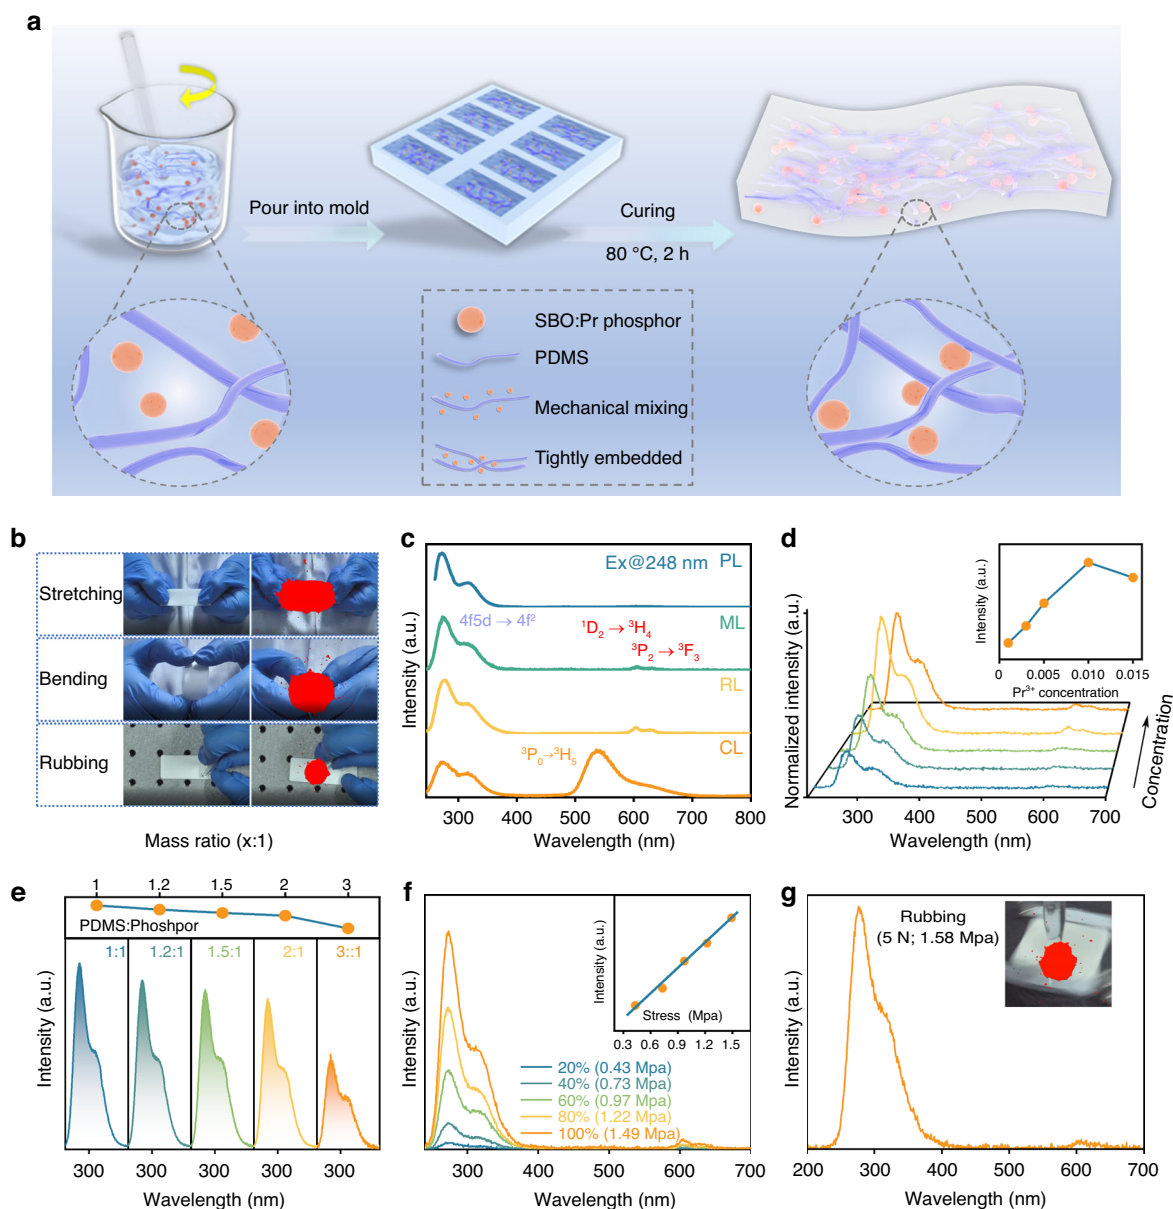 a
Pour into mold
Curing
80 °C, 2 h
SBO:Pr phosphor
PDMS
Mechanical mixing
Tightly embedded
b
Stretching
Bending
Rubbing
c
Intensity (a.u.)
Ex@248 nm PL
4f5d → 4f²
ML
¹D₂ → ³H₄
³P₂ → ³F₃
RL
³P₀→³H₅
CL
300 400 500 600 700 800
Wavelength (nm)
d
Normalized intensity (a.u.)
Intensity (a.u.)
0 0.005 0.010 0.015
Pr³⁺ concentration
Concentration
300 400 500 600 700
Wavelength (nm)
e
Mass ratio (x:1)
1 1.2 1.5 2 3
PDMS:Phoshpor
1:1 1.2:1 1.5:1 2:1 3::1
Intensity (a.u.)
300 300 300 300 300
Wavelength (nm)
f
Intensity (a.u.)
Intensity (a.u.)
Stress (Mpa)
0.3 0.6 0.9 1.2 1.5
20% (0.43 Mpa)
40% (0.73 Mpa)
60% (0.97 Mpa)
80% (1.22 Mpa)
100% (1.49 Mpa)
300 400 500 600 700
Wavelength (nm)
g
Intensity (a.u.)
Rubbing
(5 N; 1.58 Mpa)
200 300 400 500 600 700
Wavelength (nm)